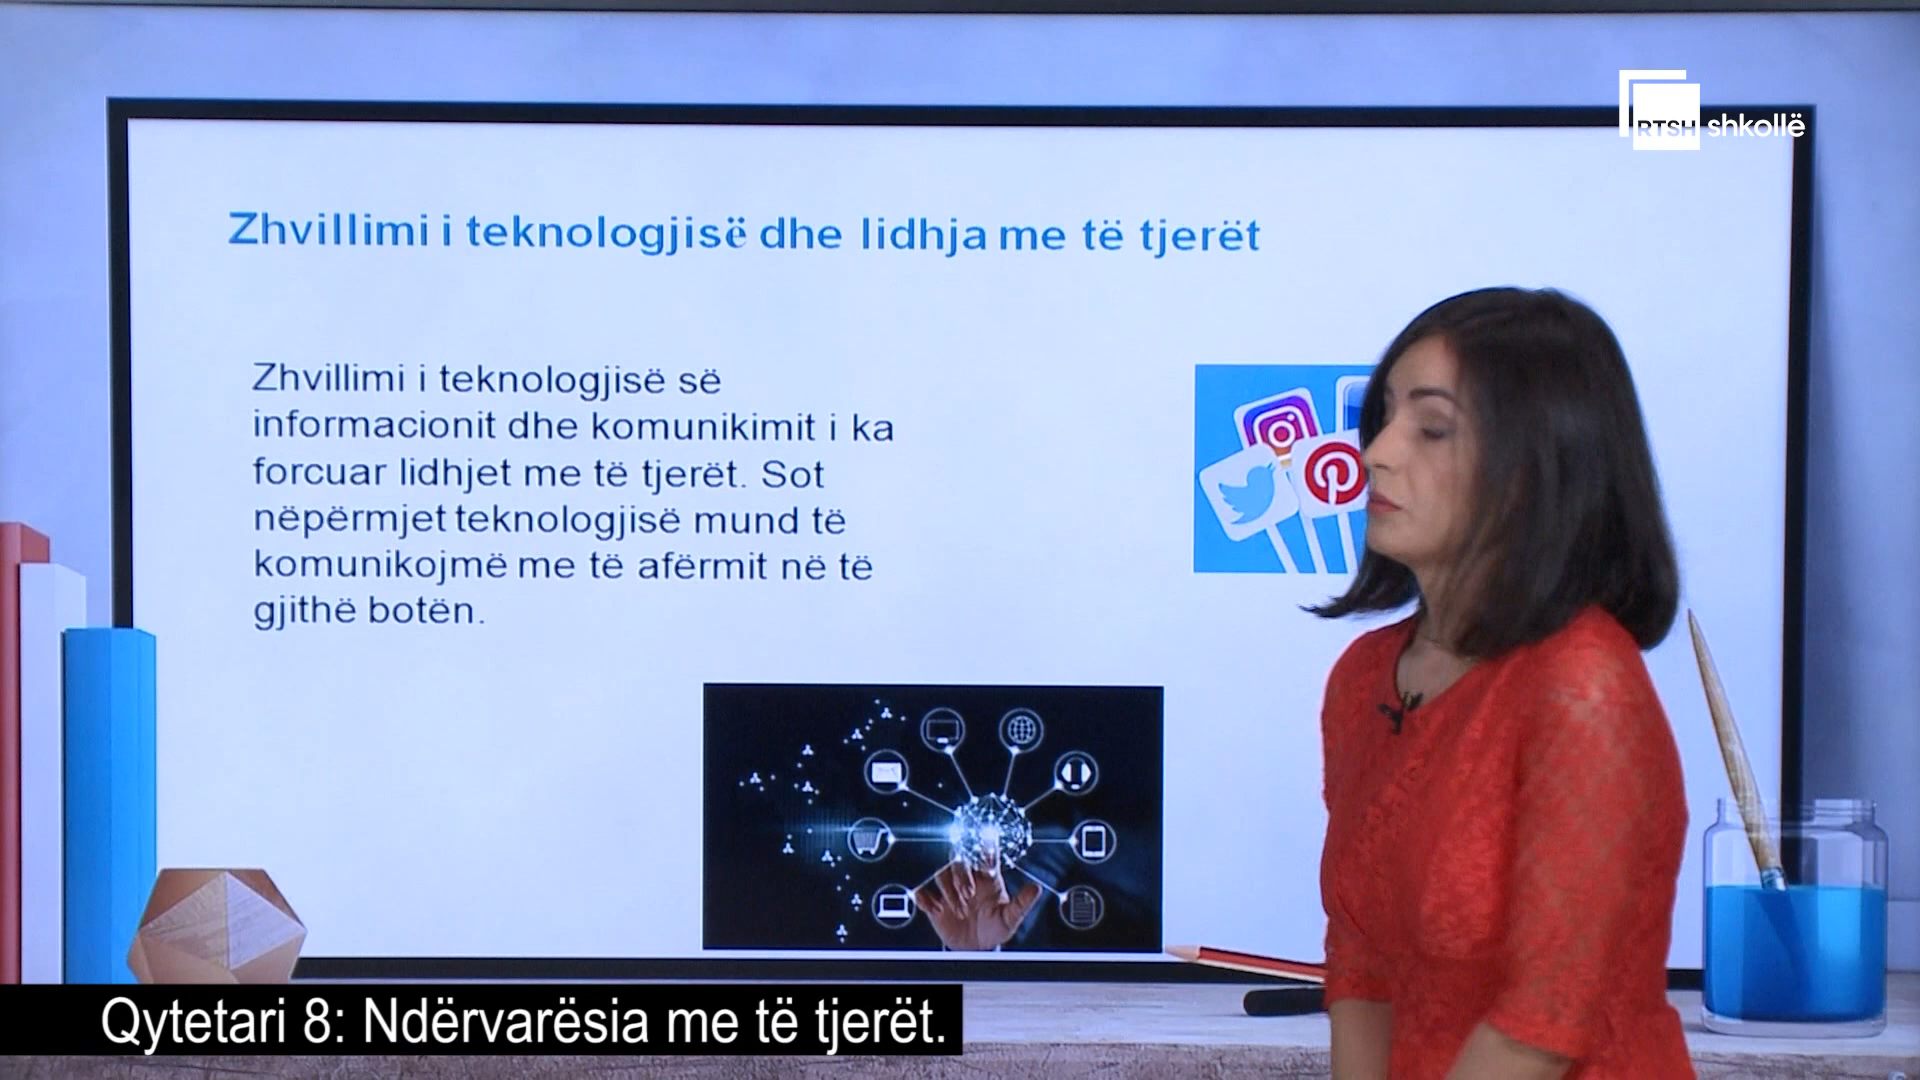 RTSH shkollë
Zhvillimi i teknologjisë dhe lidhja me të tjerët
Zhvillimi i teknologjisë së
informacionit dhe komunikimit i ka
forcuar lidhjet me të tjerët. Sot
nëpërmjet teknologjisë mund të
komunikojmë me të afërmit në të
gjithë botën.
Qytetari 8: Ndërvarësia me të tjerët.